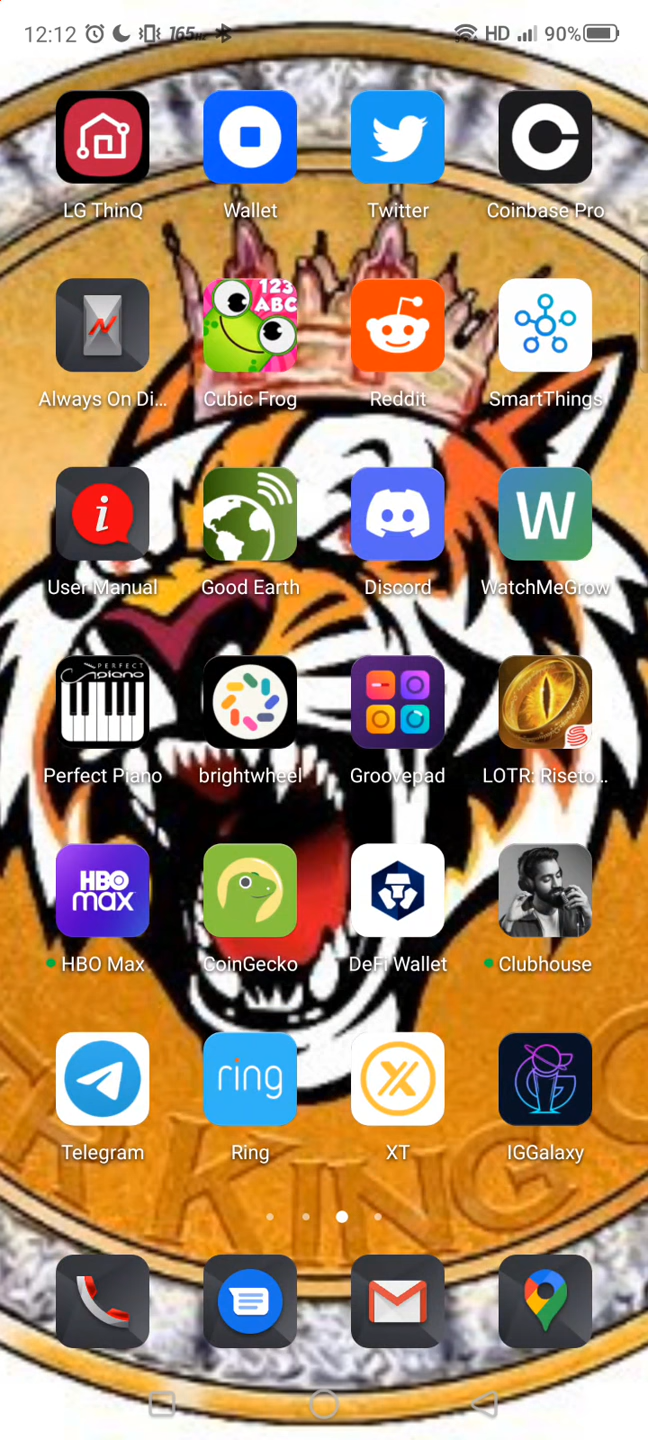 12:12 165Hz HD 90%
LG ThinQ Wallet Twitter Coinbase Pro
123
ABC
Always On Di... Cubic Frog Reddit SmartThings
i W
User Manual Good Earth Discord WatchMeGrow
PERFECT
piano
Perfect Piano brightwheel Groovepad LOTR: Riseto...
HBO
max
HBO Max CoinGecko DeFi Wallet Clubhouse
ring
Telegram Ring XT IGGalaxy
KING